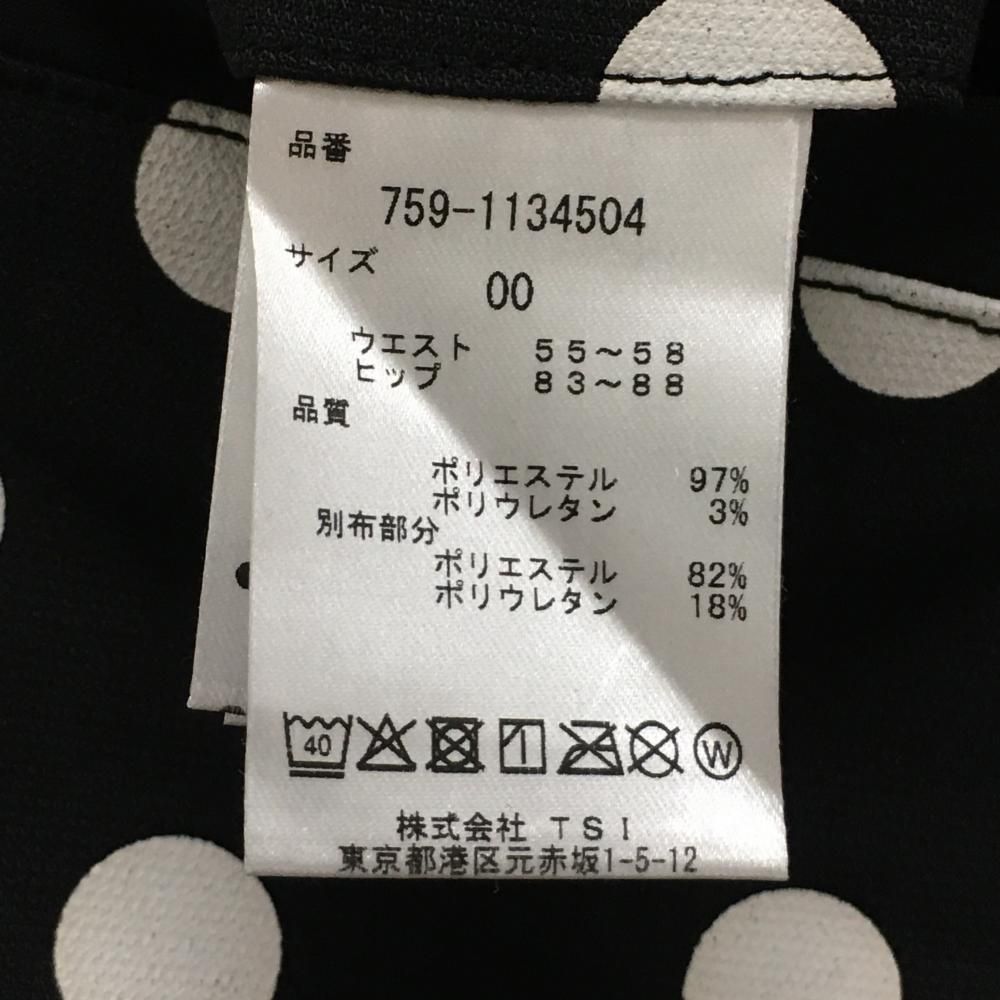 品番
759-1134504
サイズ
00
ウエスト 55～58
ヒップ 83～88
品質
ポリエステル 97%
ポリウレタン 3%
別布部分
ポリエステル 82%
ポリウレタン 18%
40 W
株式会社 TSI
東京都港区元赤坂1-5-12